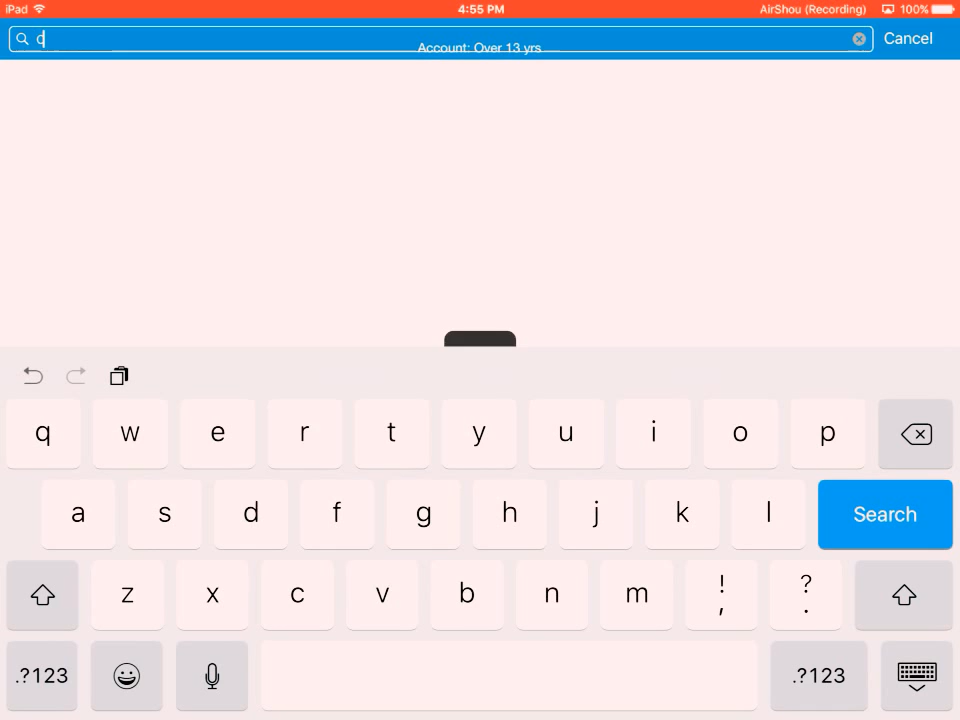 iPad 4:55 PM AirShou (Recording) 100%
Cancel
Account: Over 13 yrs
q w e r t y u i o p
a s d f g h j k l Search
z x c v b n m ! , ? .
.?123 .?123